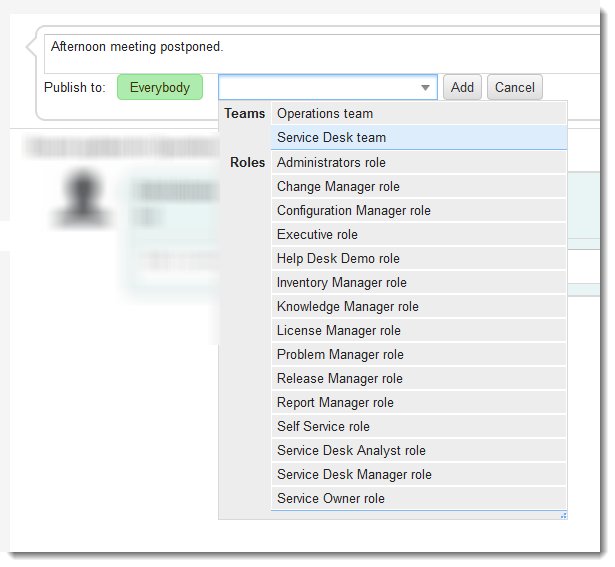 Afternoon meeting postponed.
Publish to: Everybody Add Cancel
Teams Operations team
Service Desk team
Roles Administrators role
Change Manager role
Configuration Manager role
Executive role
Help Desk Demo role
Inventory Manager role
Knowledge Manager role
License Manager role
Problem Manager role
Release Manager role
Report Manager role
Self Service role
Service Desk Analyst role
Service Desk Manager role
Service Owner role